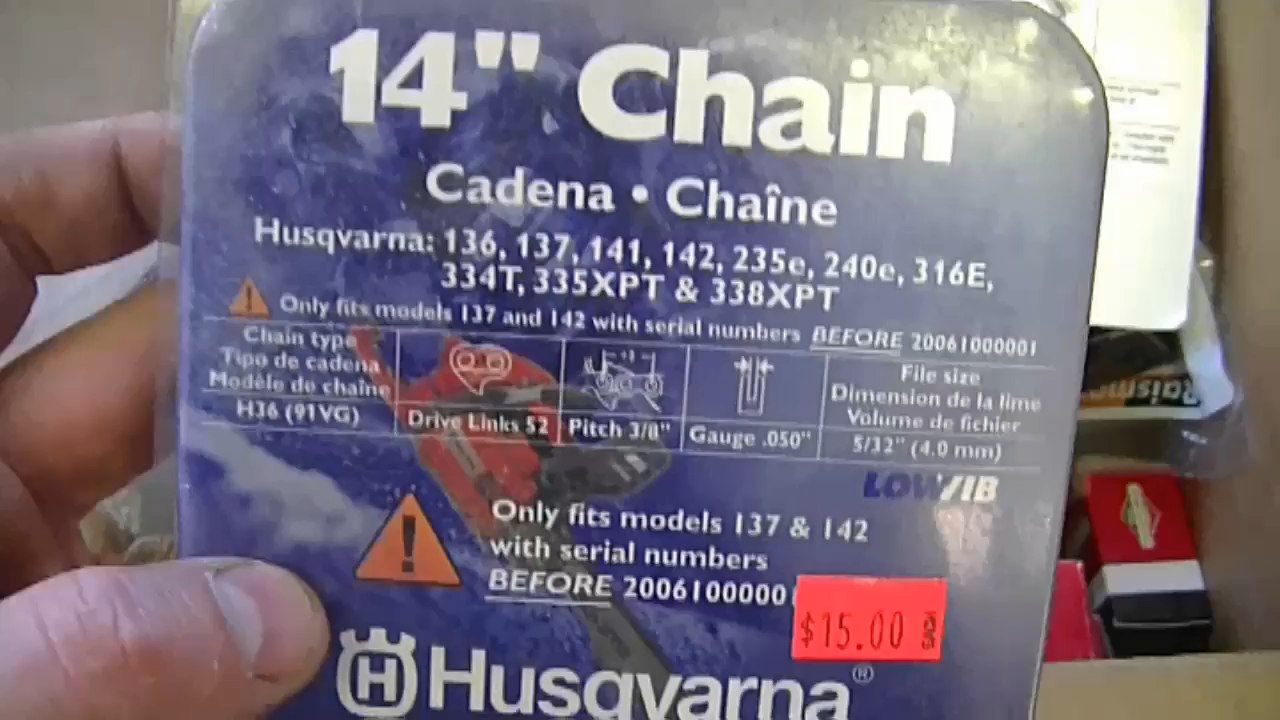 14" Chain
Cadena • Chaîne
Husqvarna: 136, 137, 141, 142, 235e, 240e, 316E,
334T, 335XPT & 338XPT
Only fits models 137 and 142 with serial numbers BEFORE 20061000001
Chain type
Tipo de cadena
Modèle de chaîne
File size
Dimension de la lime
Volume de fichier
H36 (91VG) Drive Links 52 Pitch 3/8" Gauge .050" 5/32" (4.0 mm)
LOWVIB
Only fits models 137 & 142
with serial numbers
BEFORE 2006100000
$15.00
H Husqvarna®